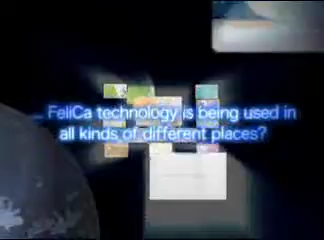 ... FeliCa technology is being used in
all kinds of different places?